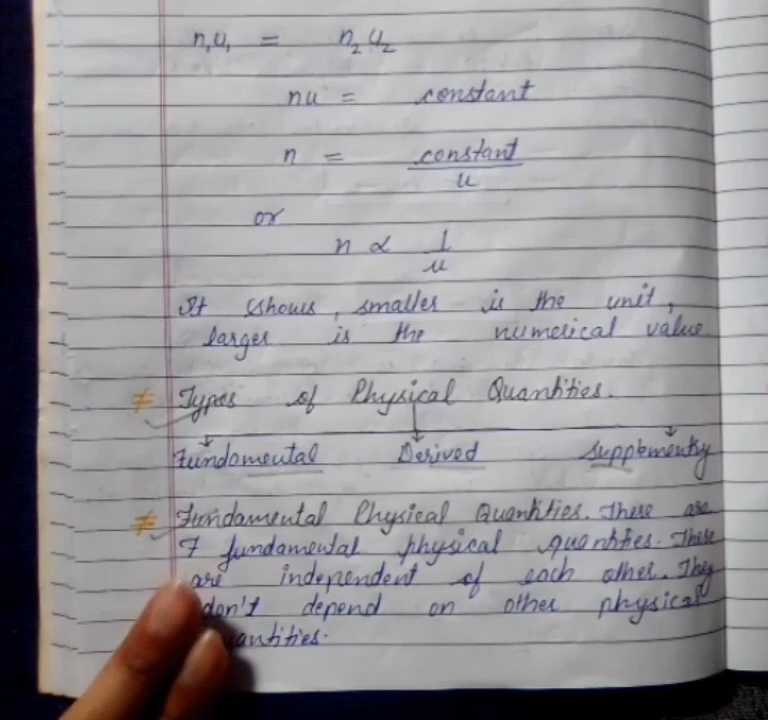 n₁u₁ = n₂u₂
nu = constant
n = constant/u
or
n ∝ 1/u
It shows, smaller is the unit,
larger is the numerical value
≠ Types of Physical Quantities.
Fundamental Derived Supplementry
≠ Fundamental Physical Quantities. There are
7 fundamental physical quantities. These
are independent of each other. They
don't depend on other physical
quantities.